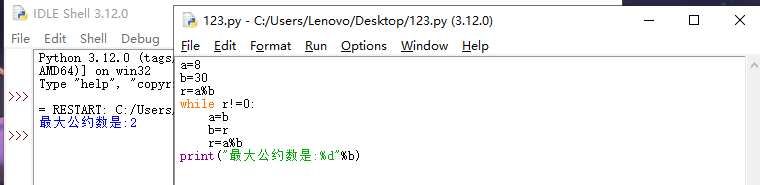 IDLE Shell 3.12.0
File Edit Shell Debug
Python 3.12.0 (tags
AMD64)] on win32
Type "help", "copyr
>>>
= RESTART: C:/Users/
最大公约数是:2
>>>
123.py - C:/Users/Lenovo/Desktop/123.py (3.12.0)
File Edit Format Run Options Window Help
a=8
b=30
r=a%b
while r!=0:
    a=b
    b=r
    r=a%b
print("最大公约数是:%d"%b)